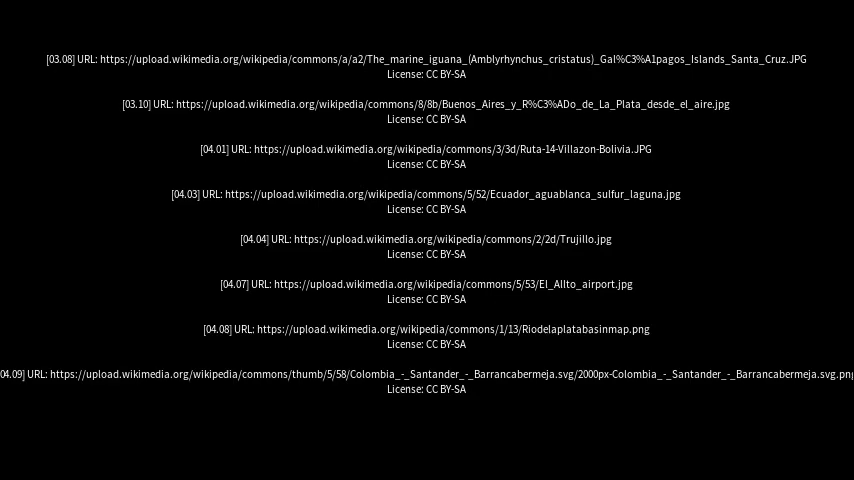 [03.08] URL: https://upload.wikimedia.org/wikipedia/commons/a/a2/The_marine_iguana_(Amblyrhynchus_cristatus)_Gal%C3%A1pagos_Islands_Santa_Cruz.JPG
License: CC BY-SA
[03.10] URL: https://upload.wikimedia.org/wikipedia/commons/8/8b/Buenos_Aires_y_R%C3%ADo_de_La_Plata_desde_el_aire.jpg
License: CC BY-SA
[04.01] URL: https://upload.wikimedia.org/wikipedia/commons/3/3d/Ruta-14-Villazon-Bolivia.JPG
License: CC BY-SA
[04.03] URL: https://upload.wikimedia.org/wikipedia/commons/5/52/Ecuador_aguablanca_sulfur_laguna.jpg
License: CC BY-SA
[04.04] URL: https://upload.wikimedia.org/wikipedia/commons/2/2d/Trujillo.jpg
License: CC BY-SA
[04.07] URL: https://upload.wikimedia.org/wikipedia/commons/5/53/El_Allto_airport.jpg
License: CC BY-SA
[04.08] URL: https://upload.wikimedia.org/wikipedia/commons/1/13/Riodelaplatabasinmap.png
License: CC BY-SA
04.09] URL: https://upload.wikimedia.org/wikipedia/commons/thumb/5/58/Colombia_-_Santander_-_Barrancabermeja.svg/2000px-Colombia_-_Santander_-_Barrancabermeja.svg.png
License: CC BY-SA